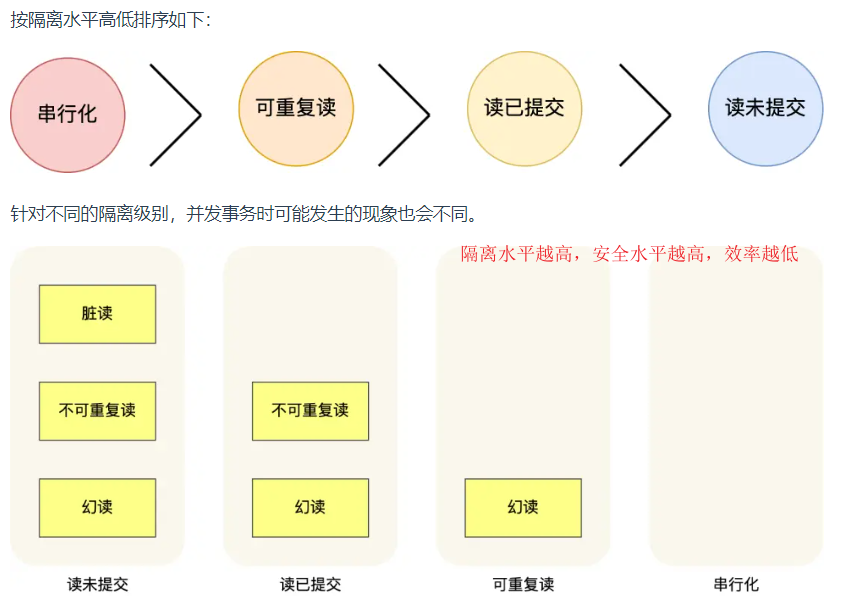 按隔离水平高低排序如下：
串行化
可重复读
读已提交
读未提交
针对不同的隔离级别，并发事务时可能发生的现象也会不同。
隔离水平越高，安全水平越高，效率越低
脏读
不可重复读
不可重复读
幻读
幻读
幻读
读未提交
读已提交
可重复读
串行化